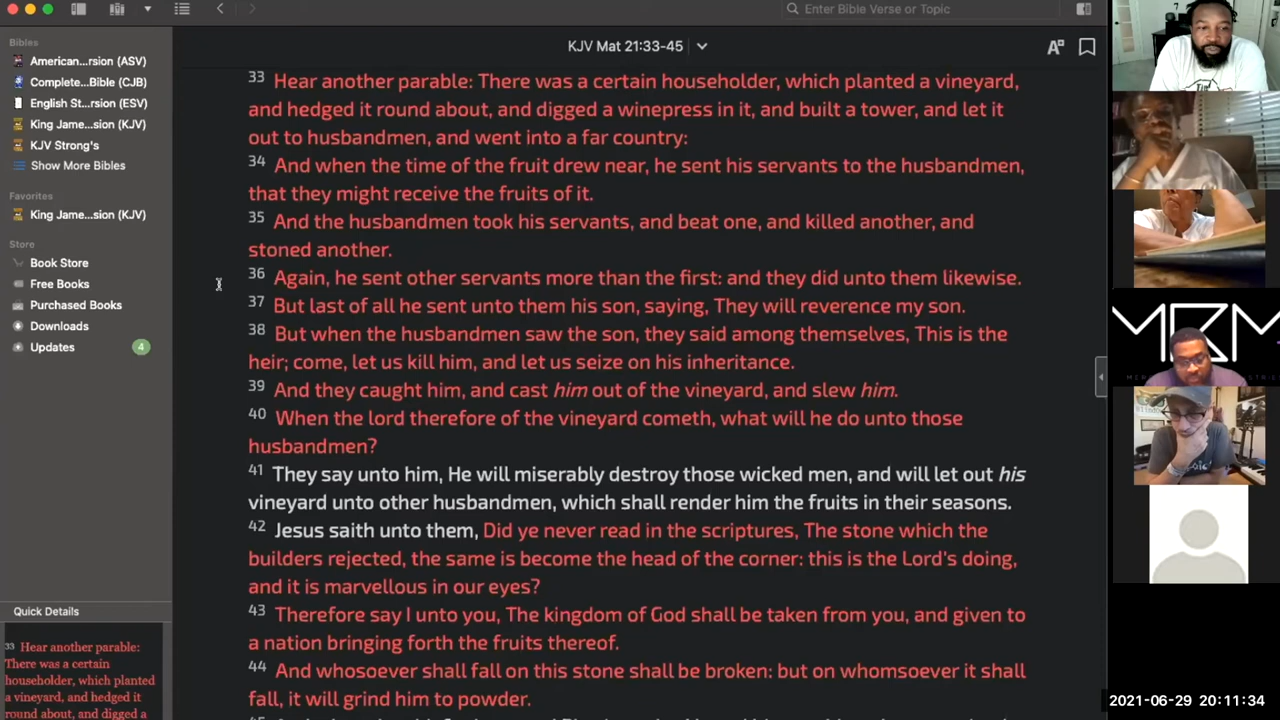 Enter Bible Verse or Topic
Bibles
American...rsion (ASV)
Complete...Bible (CJB)
English St...rsion (ESV)
King Jame...sion (KJV)
KJV Strong's
Show More Bibles
Favorites
King Jame...sion (KJV)
Store
Book Store
Free Books
Purchased Books
Downloads
Updates 4
Quick Details
33 Hear another parable:
There was a certain
householder, which planted
a vineyard, and hedged it
round about, and digged a
KJV Mat 21:33-45
33 Hear another parable: There was a certain householder, which planted a vineyard,
and hedged it round about, and digged a winepress in it, and built a tower, and let it
out to husbandmen, and went into a far country:
34 And when the time of the fruit drew near, he sent his servants to the husbandmen,
that they might receive the fruits of it.
35 And the husbandmen took his servants, and beat one, and killed another, and
stoned another.
36 Again, he sent other servants more than the first: and they did unto them likewise.
37 But last of all he sent unto them his son, saying, They will reverence my son.
38 But when the husbandmen saw the son, they said among themselves, This is the
heir; come, let us kill him, and let us seize on his inheritance.
39 And they caught him, and cast him out of the vineyard, and slew him.
40 When the lord therefore of the vineyard cometh, what will he do unto those
husbandmen?
41 They say unto him, He will miserably destroy those wicked men, and will let out his
vineyard unto other husbandmen, which shall render him the fruits in their seasons.
42 Jesus saith unto them, Did ye never read in the scriptures, The stone which the
builders rejected, the same is become the head of the corner: this is the Lord's doing,
and it is marvellous in our eyes?
43 Therefore say I unto you, The kingdom of God shall be taken from you, and given to
a nation bringing forth the fruits thereof.
44 And whosoever shall fall on this stone shall be broken: but on whomsoever it shall
fall, it will grind him to powder.
MRM
2021-06-29 20:11:34